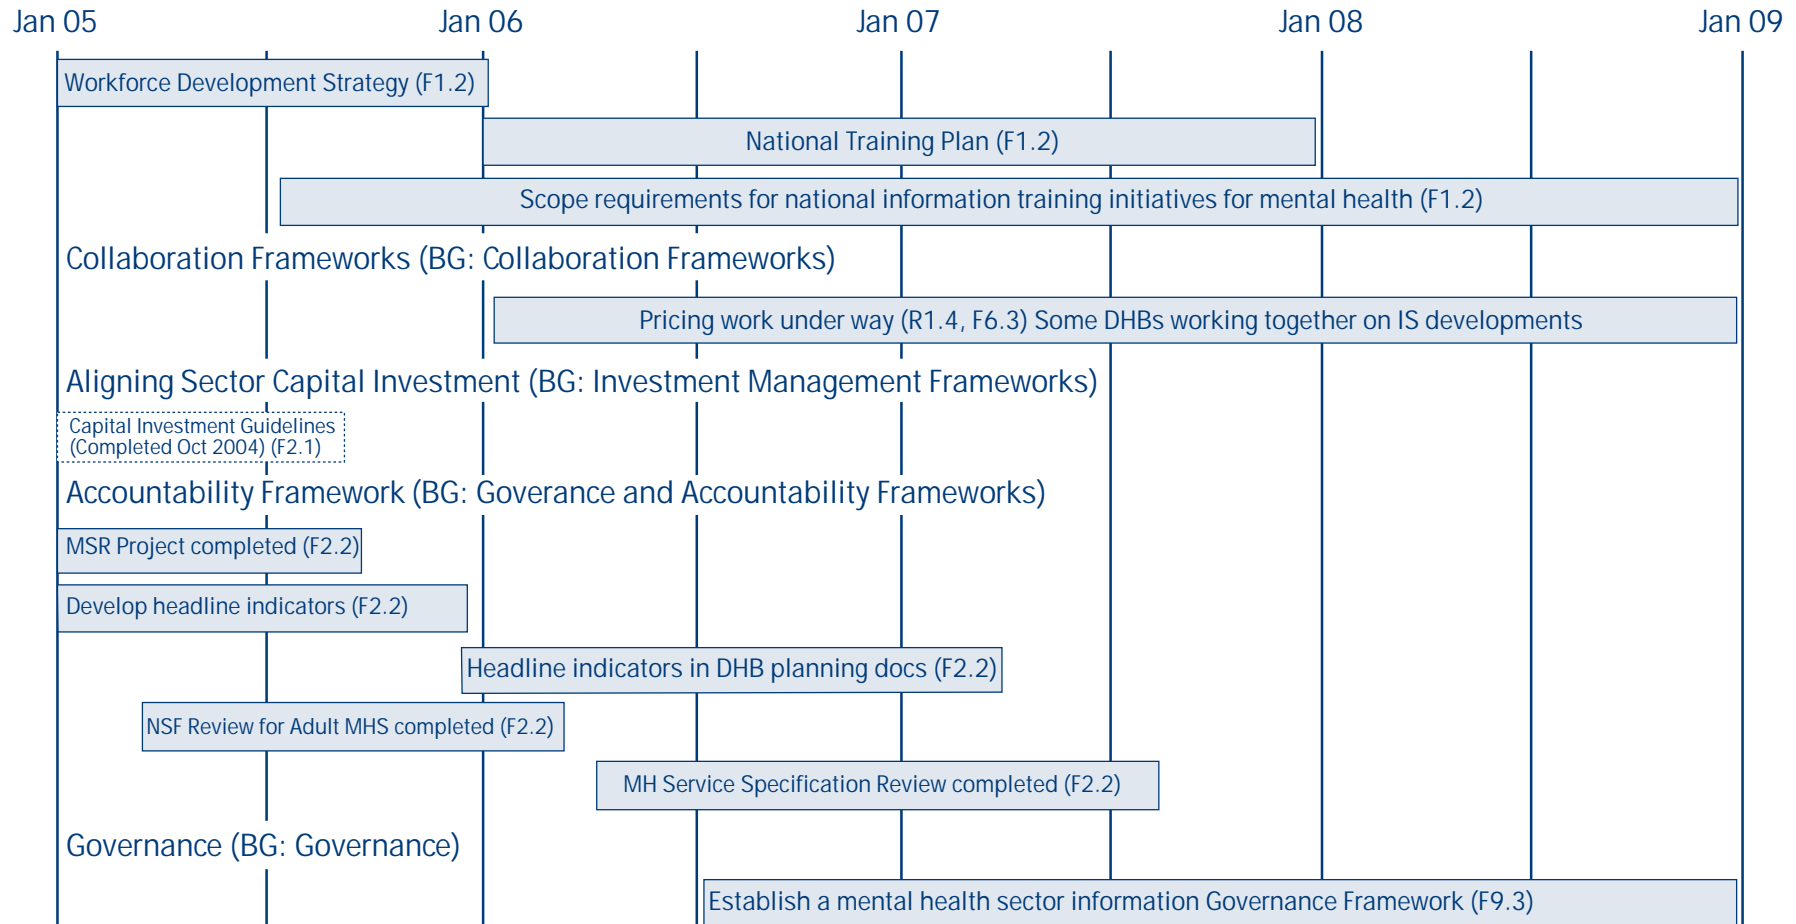 Jan 05 Jan 06 Jan 07 Jan 08 Jan 09
Workforce Development Strategy (F1.2)
National Training Plan (F1.2)
Scope requirements for national information training initiatives for mental health (F1.2)
Collaboration Frameworks (BG: Collaboration Frameworks)
Pricing work under way (R1.4, F6.3) Some DHBs working together on IS developments
Aligning Sector Capital Investment (BG: Investment Management Frameworks)
Capital Investment Guidelines
(Completed Oct 2004) (F2.1)
Accountability Framework (BG: Goverance and Accountability Frameworks)
MSR Project completed (F2.2)
Develop headline indicators (F2.2)
Headline indicators in DHB planning docs (F2.2)
NSF Review for Adult MHS completed (F2.2)
MH Service Specification Review completed (F2.2)
Governance (BG: Governance)
Establish a mental health sector information Governance Framework (F9.3)